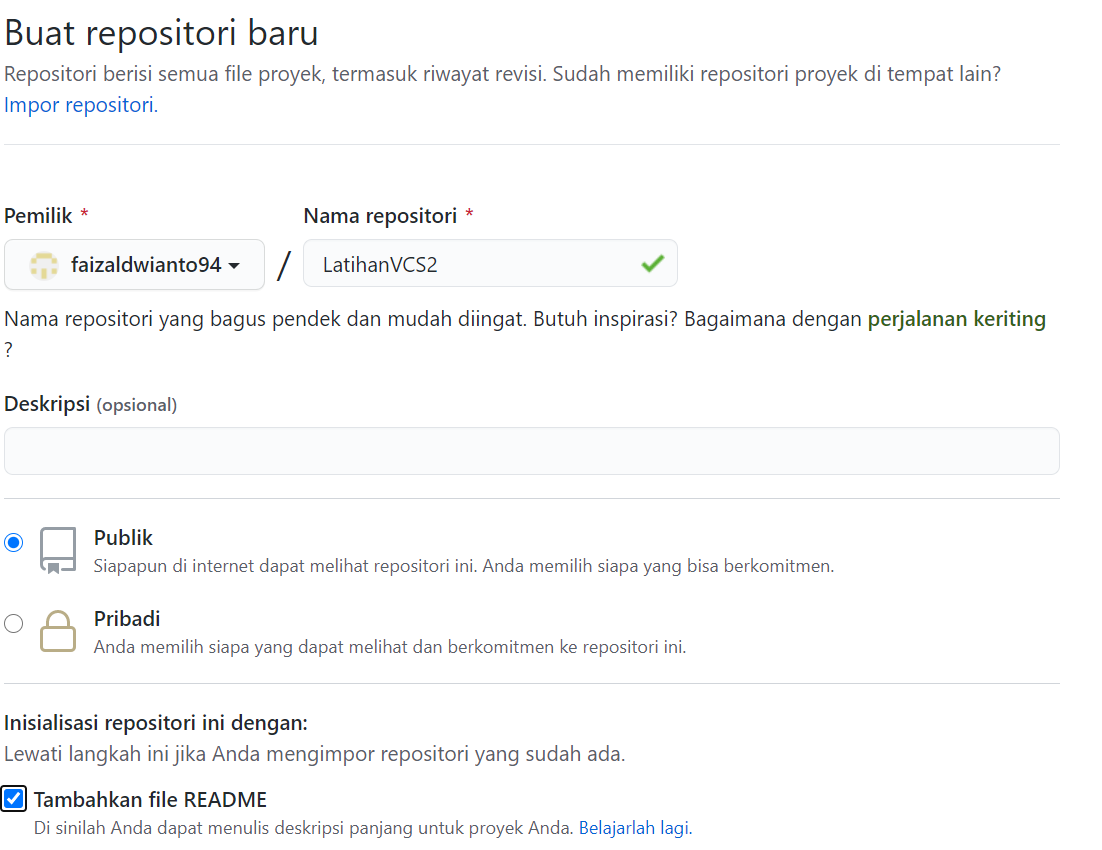 Buat repositori baru
Repositori berisi semua file proyek, termasuk riwayat revisi. Sudah memiliki repositori proyek di tempat lain?
Impor repositori.
Pemilik * Nama repositori *
faizaldwianto94 / LatihanVCS2
Nama repositori yang bagus pendek dan mudah diingat. Butuh inspirasi? Bagaimana dengan perjalanan keriting
?
Deskripsi (opsional)
Publik
Siapapun di internet dapat melihat repositori ini. Anda memilih siapa yang bisa berkomitmen.
Pribadi
Anda memilih siapa yang dapat melihat dan berkomitmen ke repositori ini.
Inisialisasi repositori ini dengan:
Lewati langkah ini jika Anda mengimpor repositori yang sudah ada.
Tambahkan file README
Di sinilah Anda dapat menulis deskripsi panjang untuk proyek Anda. Belajarlah lagi.